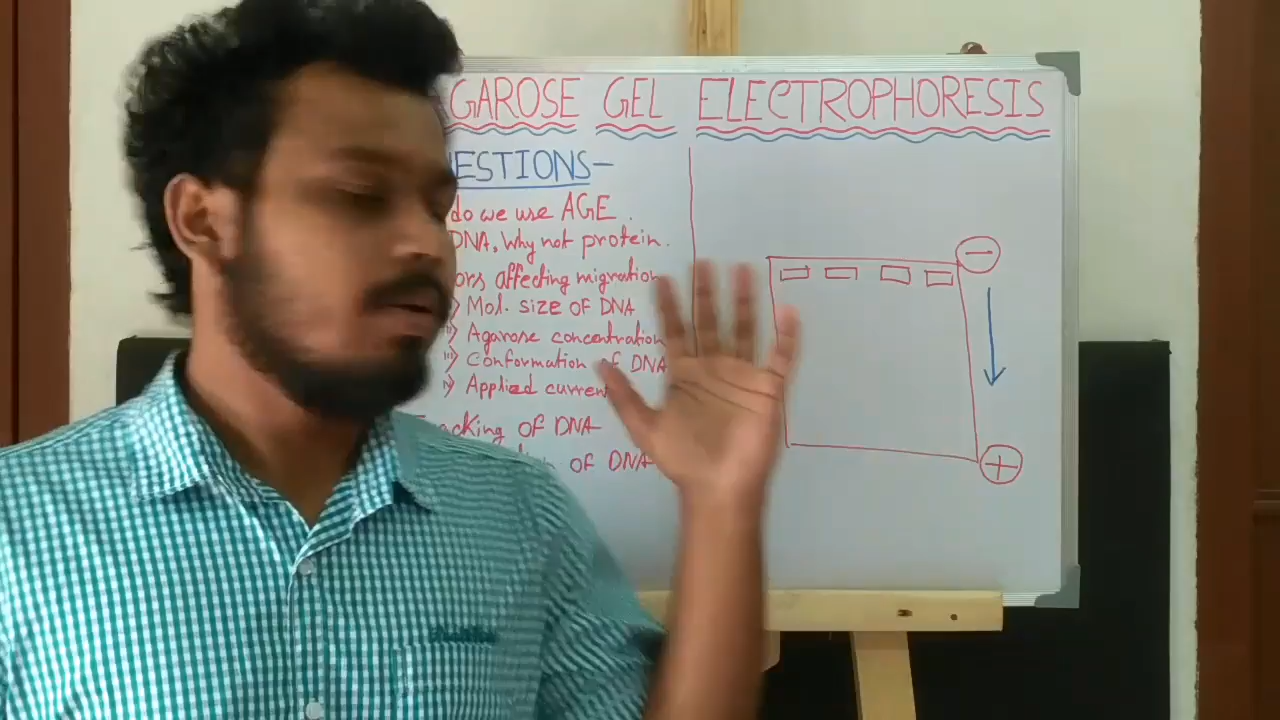 GAROSE GEL ELECTROPHORESIS
ESTIONS-
do we use AGE.
DNA, Why not protein.
ors affecting migration
Mol. size OF DNA
Agarose concentration
Conformation of DNA
Applied current
cking of DNA
of DNA
−
+